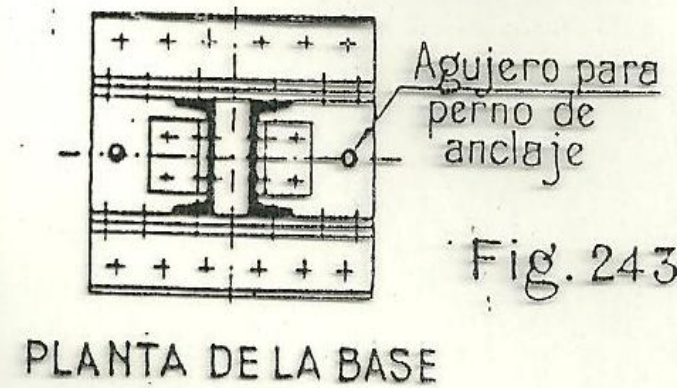 Agujero para
perno de
anclaje
Fig. 243
PLANTA DE LA BASE